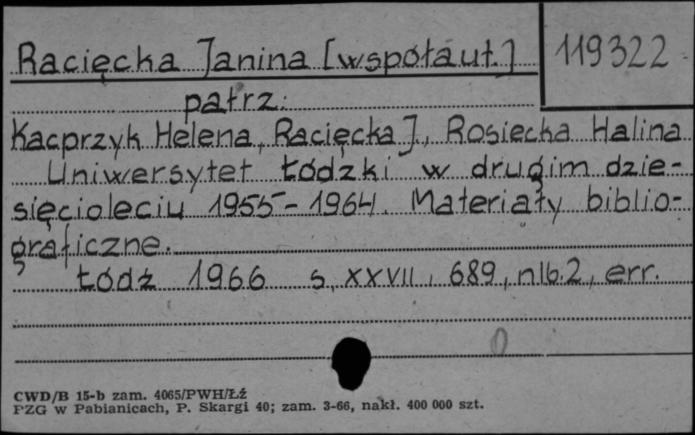 Racięcka Janina [współaut.]
119322
patrz:
Kacprzyk Helena, Racięcka J., Rosiecka Halina
Uniwersytet Łódzki w drugim dzie-
sięcioleciu 1955-1964. Materiały biblio-
graficzne.
Łódź 1966 s. XXVII, 689, nlb. 2, err.
0
CWD/B 15-b zam. 4065/PWH/Łź
PZG w Pabianicach, P. Skargi 40; zam. 3-66, nakł. 400 000 szt.